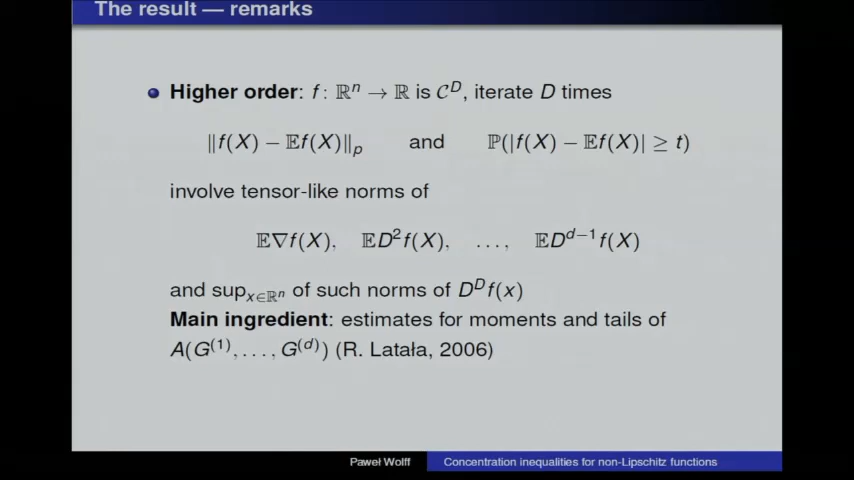 The result — remarks
Higher order: f : ℝⁿ → ℝ is 𝒞ᴰ, iterate D times
‖f(X) − 𝔼f(X)‖ₚ and ℙ(|f(X) − 𝔼f(X)| ≥ t)
involve tensor-like norms of
𝔼∇f(X), 𝔼D²f(X), . . . , 𝔼Dᵈ⁻¹f(X)
and supₓ∈ℝⁿ of such norms of Dᴰf(x)
Main ingredient: estimates for moments and tails of
A(G⁽¹⁾, . . . , G⁽ᵈ⁾) (R. Latała, 2006)
Paweł Wolff Concentration inequalities for non-Lipschitz functions